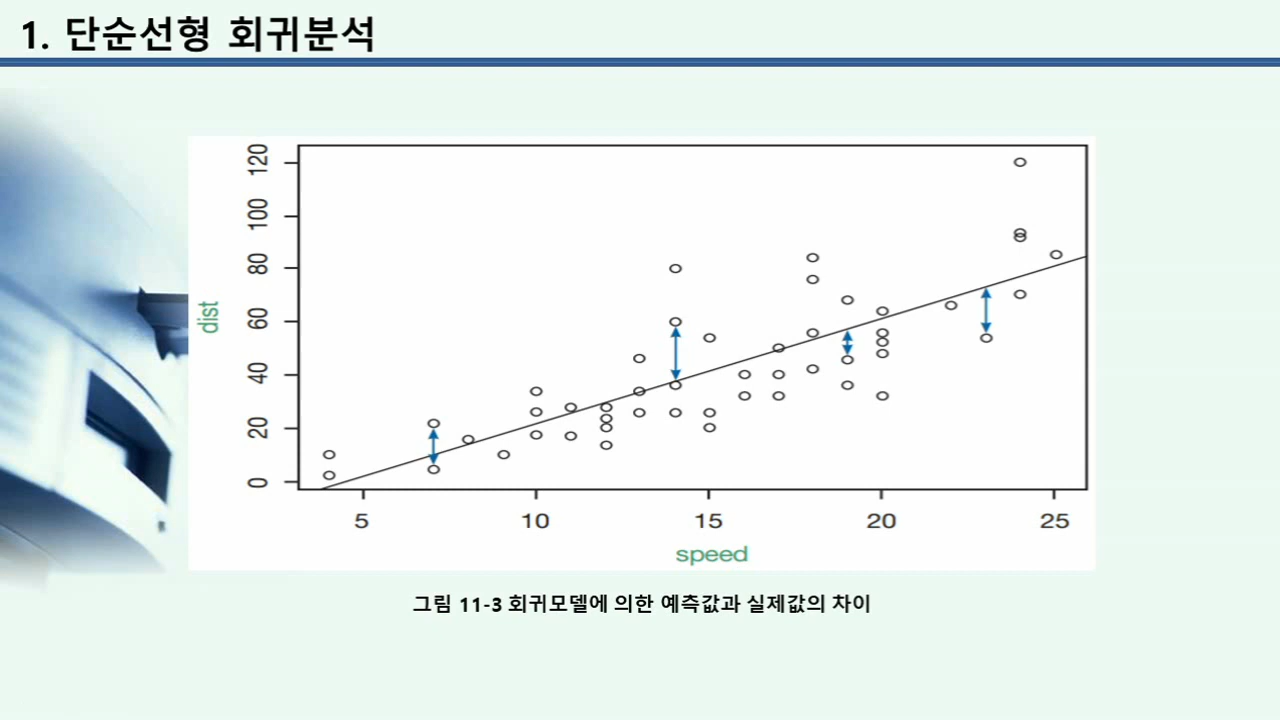 1. 단순선형 회귀분석
120
100
80
60
40
20
0
dist
5 10 15 20 25
speed
그림 11-3 회귀모델에 의한 예측값과 실제값의 차이